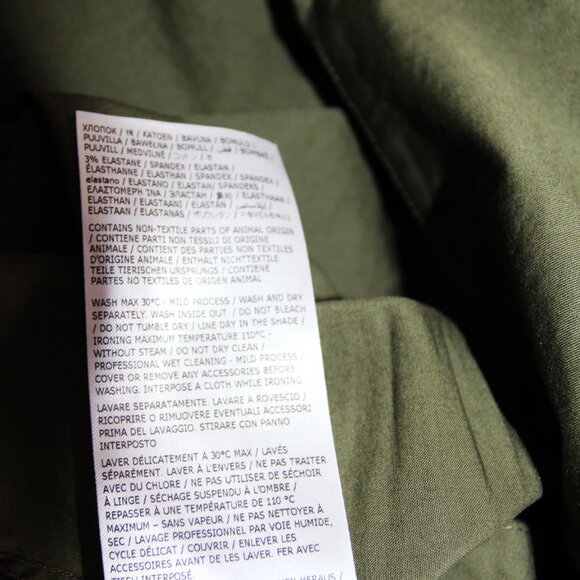 ХЛОПОК / 棉 / KATOEN / BAVLNA / BOMULD /
PUUVILLA / BAWEŁNA / BOMULL / قطن / BOMBAZ /
PUUVILL / MEDVILNĖ / コットン / 棉
3% ELASTANE / SPANDEX / ELASTAN /
ÉLASTHANNE / ELASTHAN / SPANDEX /
elastano / ELASTANO / ELASTAN / SPANDEKS /
ΕΛΑΣΤΟΜΕΡΗ ΙΝΑ / ЭЛАСТАН / / ELASTHAAN /
ELASTHAN / ELASTAANI / ELASTAN /
ELASTAAN / ELASTANAS / ポリウレタン /
CONTAINS NON-TEXTILE PARTS OF ANIMAL ORIGIN
/ CONTIENE PARTI NON TESSILI DI ORIGINE
ANIMALE / CONTIENT DES PARTIES NON TEXTILES
D'ORIGINE ANIMALE / ENTHÄLT NICHTTEXTILE
TEILE TIERISCHEN URSPRUNGS / CONTIENE
PARTES NO TEXTILES DE ORIGEN ANIMAL
WASH MAX 30°C - MILD PROCESS / WASH AND DRY
SEPARATELY. WASH INSIDE OUT. / DO NOT BLEACH
/ DO NOT TUMBLE DRY / LINE DRY IN THE SHADE /
IRONING MAXIMUM TEMPERATURE 110°C -
WITHOUT STEAM / DO NOT DRY CLEAN /
PROFESSIONAL WET CLEANING - MILD PROCESS /
COVER OR REMOVE ANY ACCESSORIES BEFORE
WASHING. INTERPOSE A CLOTH WHILE IRONING.
LAVARE SEPARATAMENTE. LAVARE A ROVESCIO /
RICOPRIRE O RIMUOVERE EVENTUALI ACCESSORI
PRIMA DEL LAVAGGIO. STIRARE CON PANNO
INTERPOSTO
LAVER DÉLICATEMENT À 30°C MAX / LAVÉS
SÉPARÉMENT. LAVER À L'ENVERS / NE PAS TRAITER
AVEC DU CHLORE / NE PAS UTILISER DE SÉCHOIR
À LINGE / SÉCHAGE SUSPENDU À L'OMBRE /
REPASSER À UNE TEMPÉRATURE DE 110 °C
MAXIMUM – SANS VAPEUR / NE PAS NETTOYER À
SEC / LAVAGE PROFESSIONNEL PAR VOIE HUMIDE,
CYCLE DÉLICAT / COUVRIR / ENLEVER LES
ACCESSOIRES AVANT DE LES LAVER. FER AVEC
TISSU INTERPOSÉ.